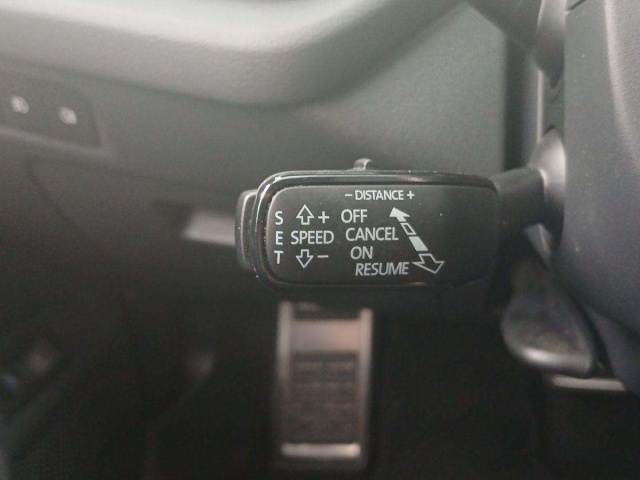 - DISTANCE +
S + OFF
E SPEED CANCEL
T - ON
RESUME